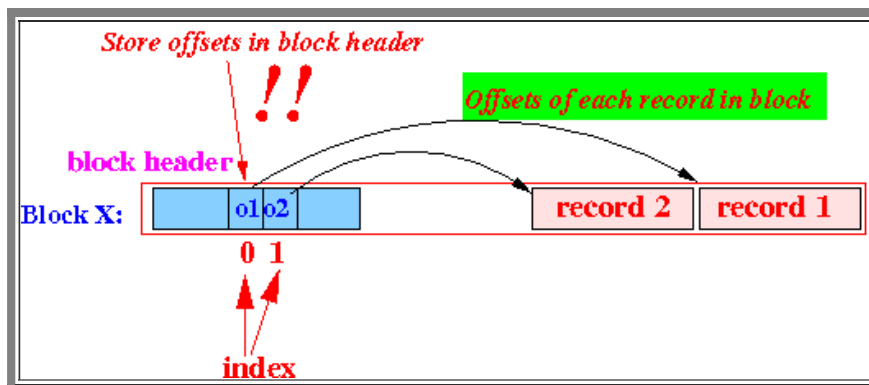 Store offsets in block header
!!
Offsets of each record in block
block header
Block X:
o1 o2
record 2
record 1
0 1
index